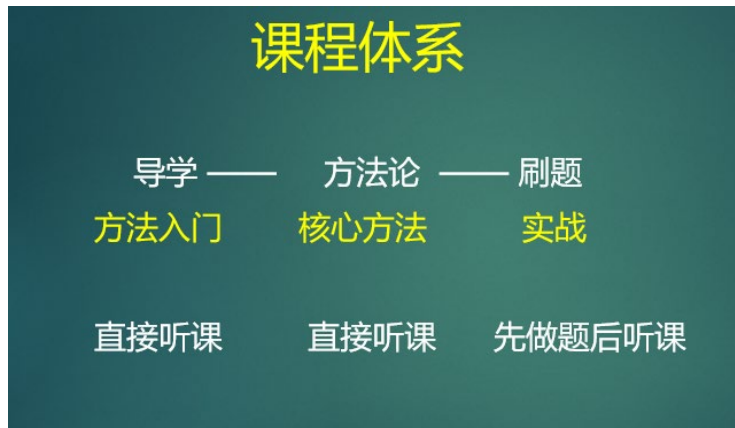 课程体系
导学 —— 方法论 —— 刷题
方法入门 核心方法 实战
直接听课 直接听课 先做题后听课